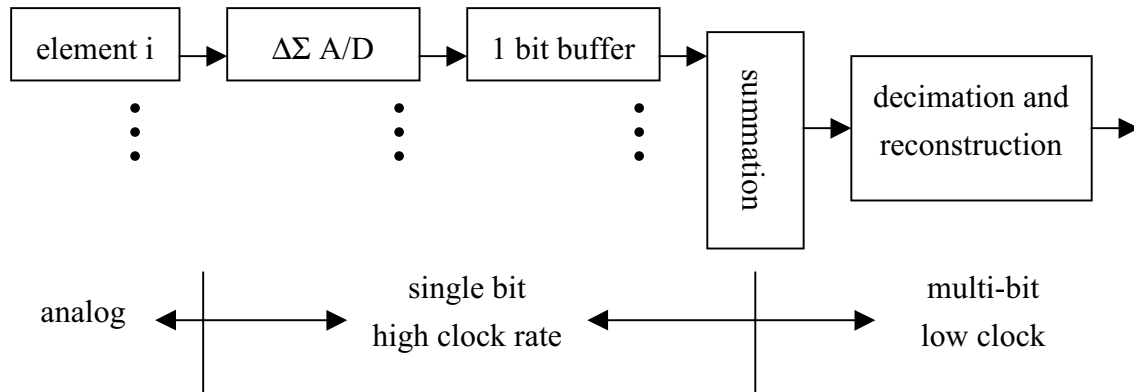 element i
ΔΣ A/D
1 bit buffer
summation
decimation and
reconstruction
analog
single bit
high clock rate
multi-bit
low clock